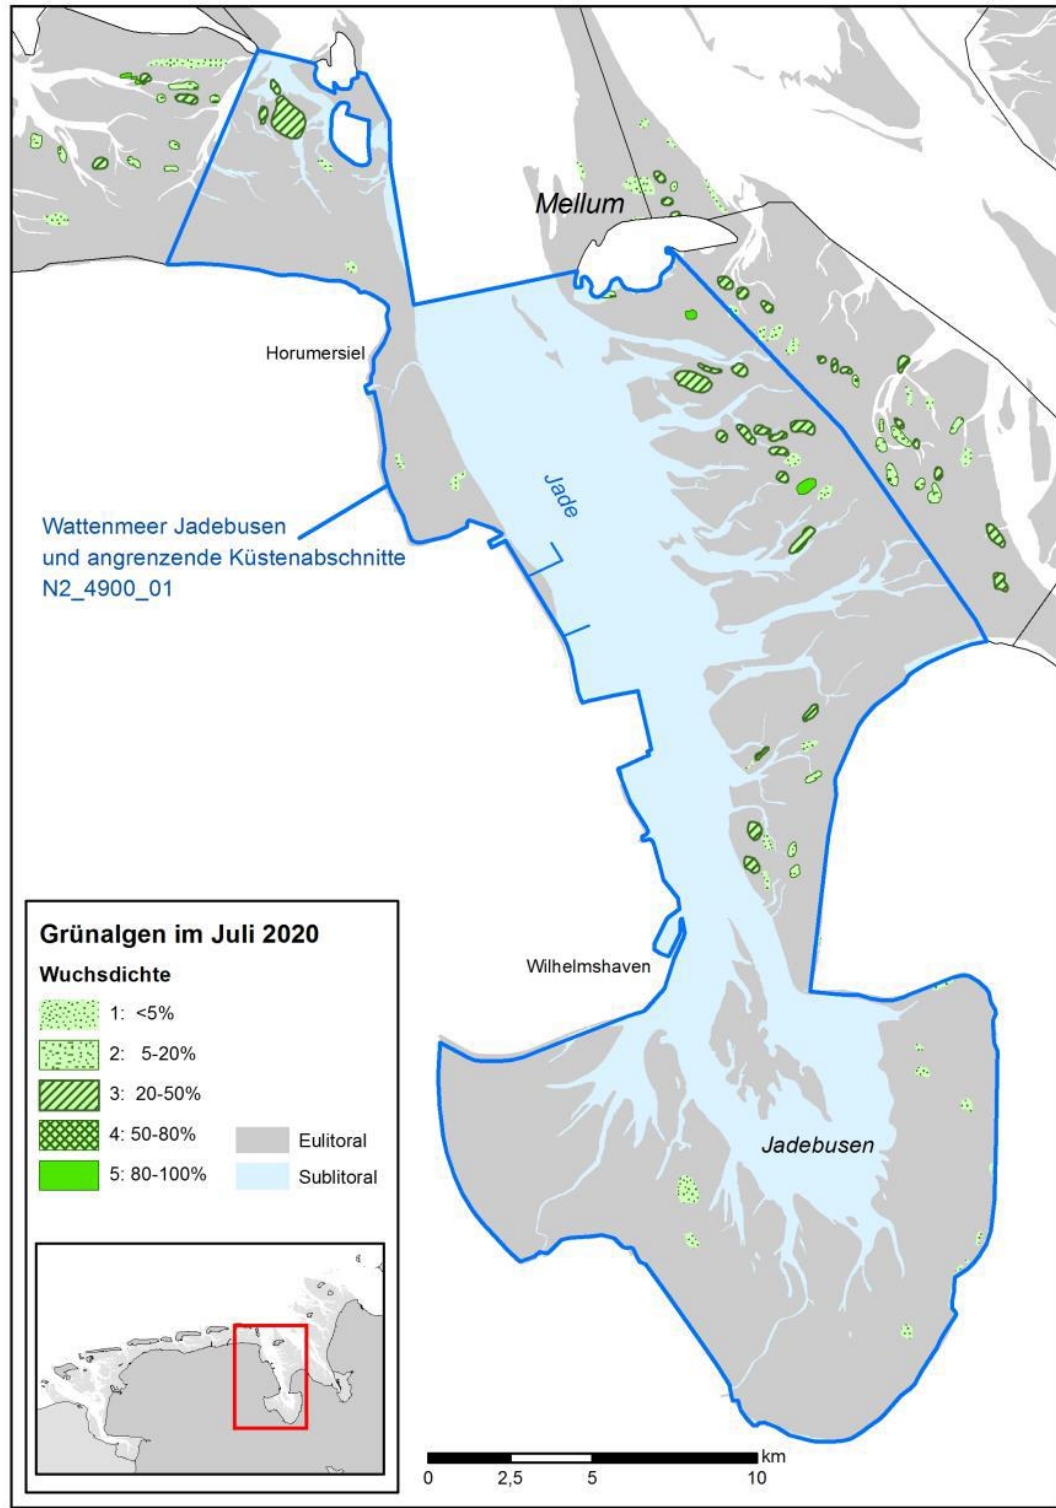 Mellum
Horumersiel
Jade
Wattenmeer Jadebusen
und angrenzende Küstenabschnitte
N2_4900_01
Wilhelmshaven
Jadebusen
Grünalgen im Juli 2020
Wuchsdichte
1: <5%
2: 5-20%
3: 20-50%
4: 50-80%
5: 80-100%
Eulitoral
Sublitoral
km
0 2,5 5 10